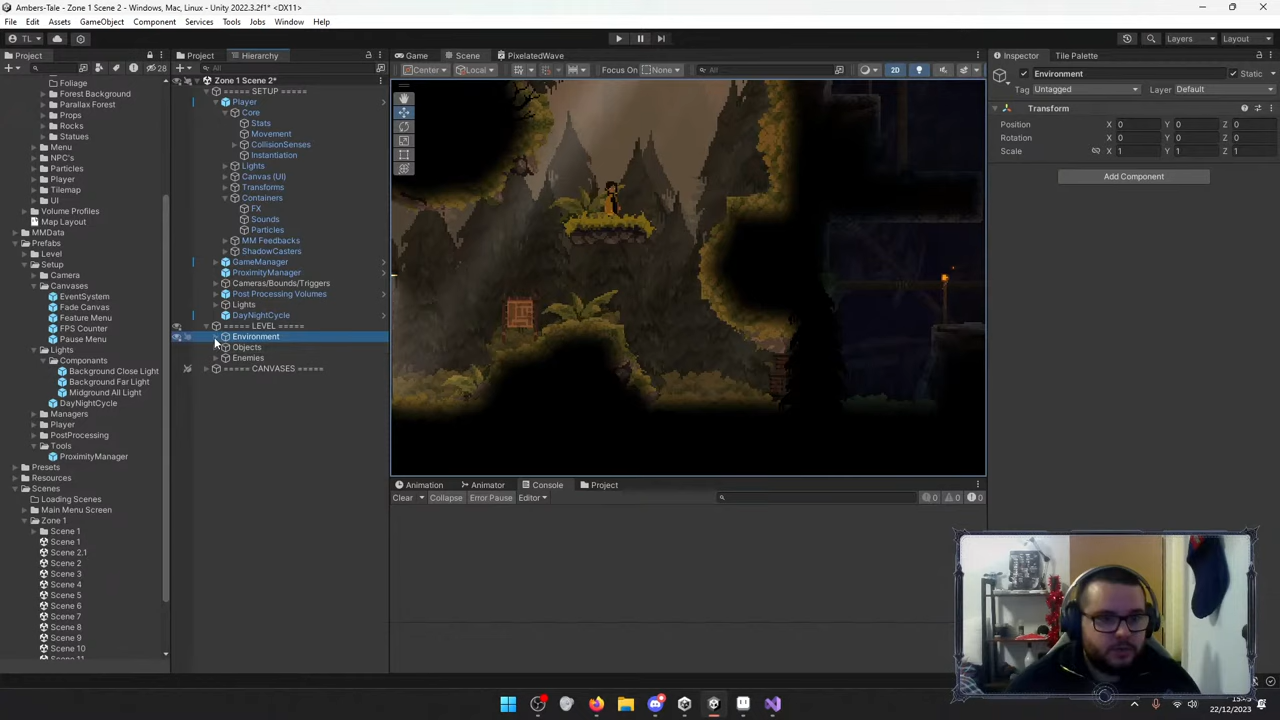 Ambers-Tale - Zone 1 Scene 2 - Windows, Mac, Linux - Unity 2022.3.2f1* <DX11>
File Edit Assets GameObject Component Services Tools Jobs Window Help
TL
Layers
Layout
Project
28
Foliage
Forest Background
Parallax Forest
Props
Rocks
Statues
Menu
NPC's
Particles
Player
Tilemap
UI
Volume Profiles
Map Layout
MMData
Prefabs
Level
Setup
Camera
Canvases
EventSystem
Fade Canvas
Feature Menu
FPS Counter
Pause Menu
Lights
Componants
Background Close Light
Background Far Light
Midground All Light
DayNightCycle
Managers
Player
PostProcessing
Tools
ProximityManager
Presets
Resources
Scenes
Loading Scenes
Main Menu Screen
Zone 1
Scene 1
Scene 1
Scene 2.1
Scene 2
Scene 3
Scene 4
Scene 5
Scene 6
Scene 7
Scene 8
Scene 9
Scene 10
Project Hierarchy
All
Zone 1 Scene 2*
===== SETUP =====
Player
Core
Stats
Movement
CollisionSenses
Instantiation
Lights
Canvas (UI)
Transforms
Containers
FX
Sounds
Particles
MM Feedbacks
ShadowCasters
GameManager
ProximityManager
Cameras/Bounds/Triggers
Post Processing Volumes
Lights
DayNightCycle
===== LEVEL =====
Environment
Objects
Enemies
===== CANVASES =====
Game Scene PixelatedWave
Center Local Focus On None All 2D
Animation Animator Console Project
Clear Collapse Error Pause Editor 0 0 0
Inspector Tile Palette
Environment Static
Tag Untagged Layer Default
Transform
Position X 0 Y 0 Z 0
Rotation X 0 Y 0 Z 0
Scale X 1 Y 1 Z 1
Add Component
22/12/2023